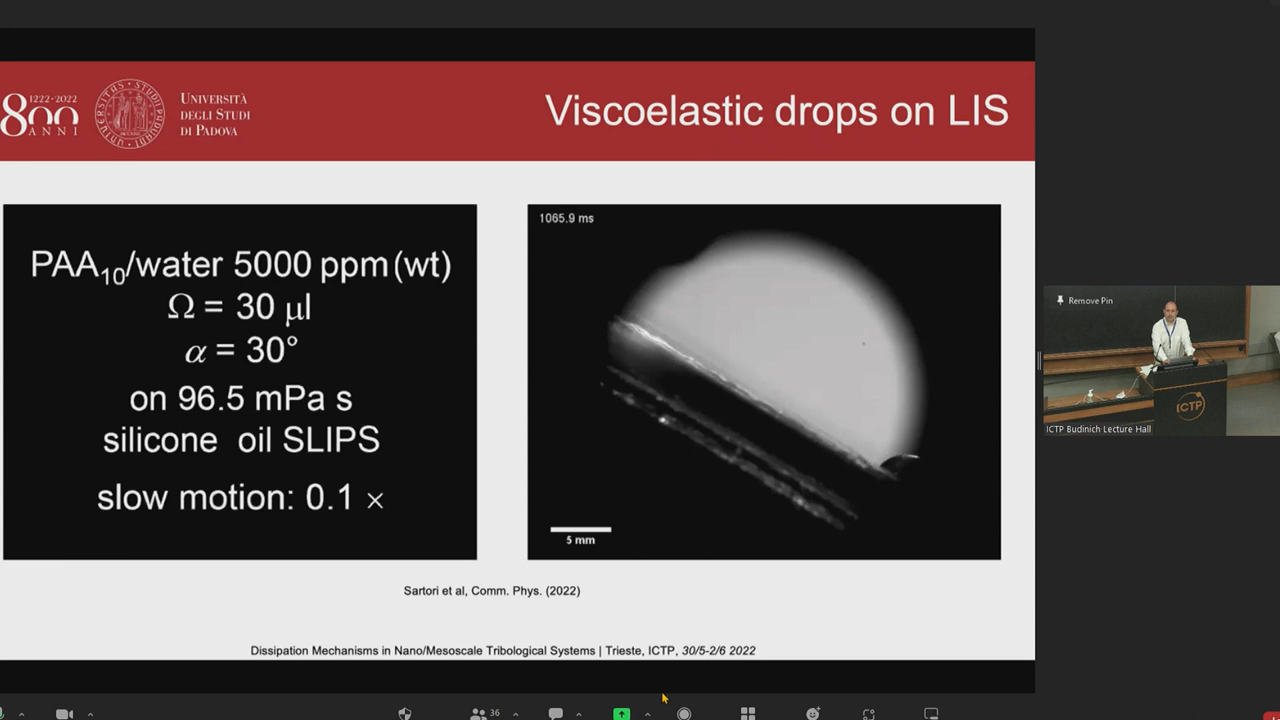 1222·2022
800
ANNI
UNIVERSITÀ
DEGLI STUDI
DI PADOVA
Viscoelastic drops on LIS
PAA10/water 5000 ppm (wt)
Ω = 30 µl
α = 30°
on 96.5 mPa s
silicone oil SLIPS
slow motion: 0.1 ×
1065.9 ms
5 mm
Sartori et al, Comm. Phys. (2022)
Dissipation Mechanisms in Nano/Mesoscale Tribological Systems | Trieste, ICTP, 30/5-2/6 2022
Remove Pin
ICTP
ICTP Budinich Lecture Hall
36